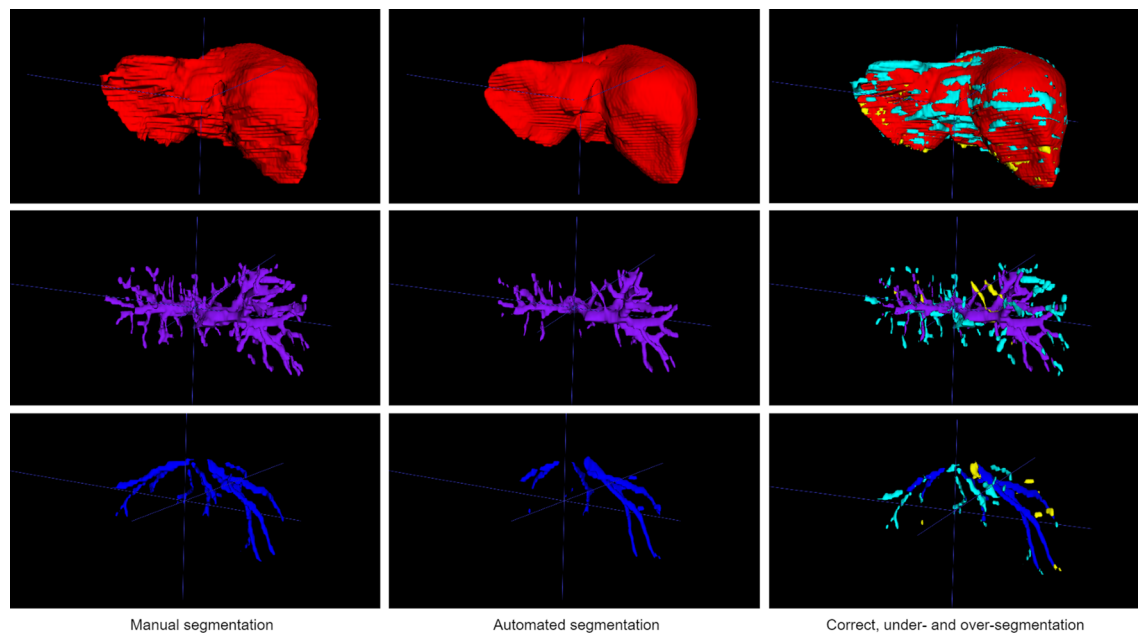 Manual segmentation
Automated segmentation
Correct, under- and over-segmentation